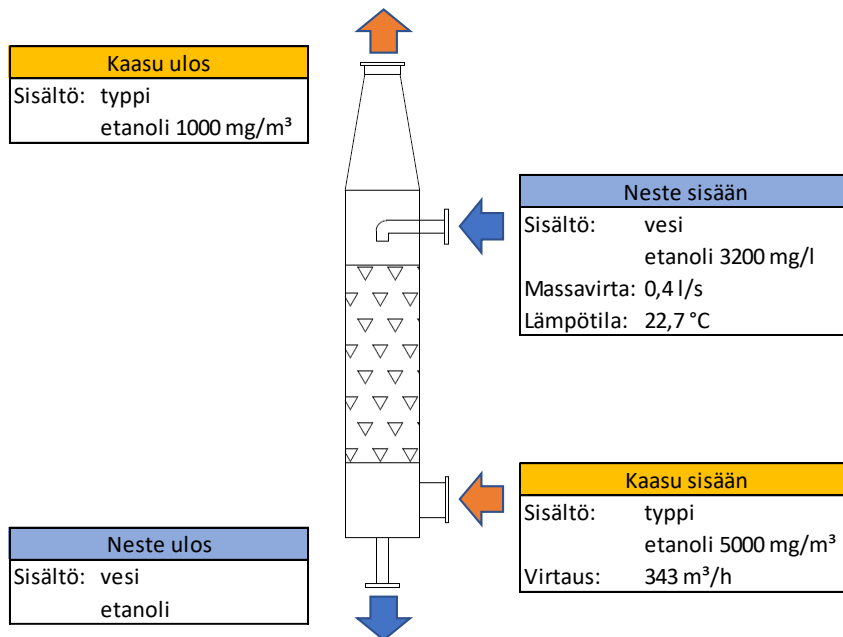 Kaasu ulos
Sisältö: typpi
etanoli 1000 mg/m³
Neste sisään
Sisältö: vesi
etanoli 3200 mg/l
Massavirta: 0,4 l/s
Lämpötila: 22,7 °C
Kaasu sisään
Sisältö: typpi
etanoli 5000 mg/m³
Virtaus: 343 m³/h
Neste ulos
Sisältö: vesi
etanoli